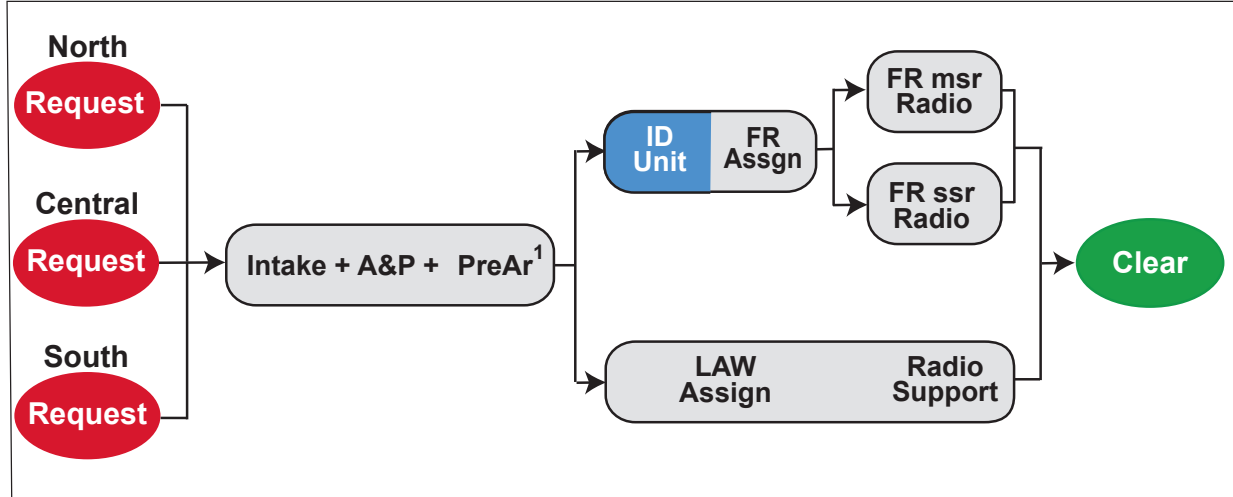 North
Request
Central
Request
South
Request
Intake + A&P + PreAr¹
ID
Unit
FR
Assgn
FR msr
Radio
FR ssr
Radio
LAW
Assign
Radio
Support
Clear